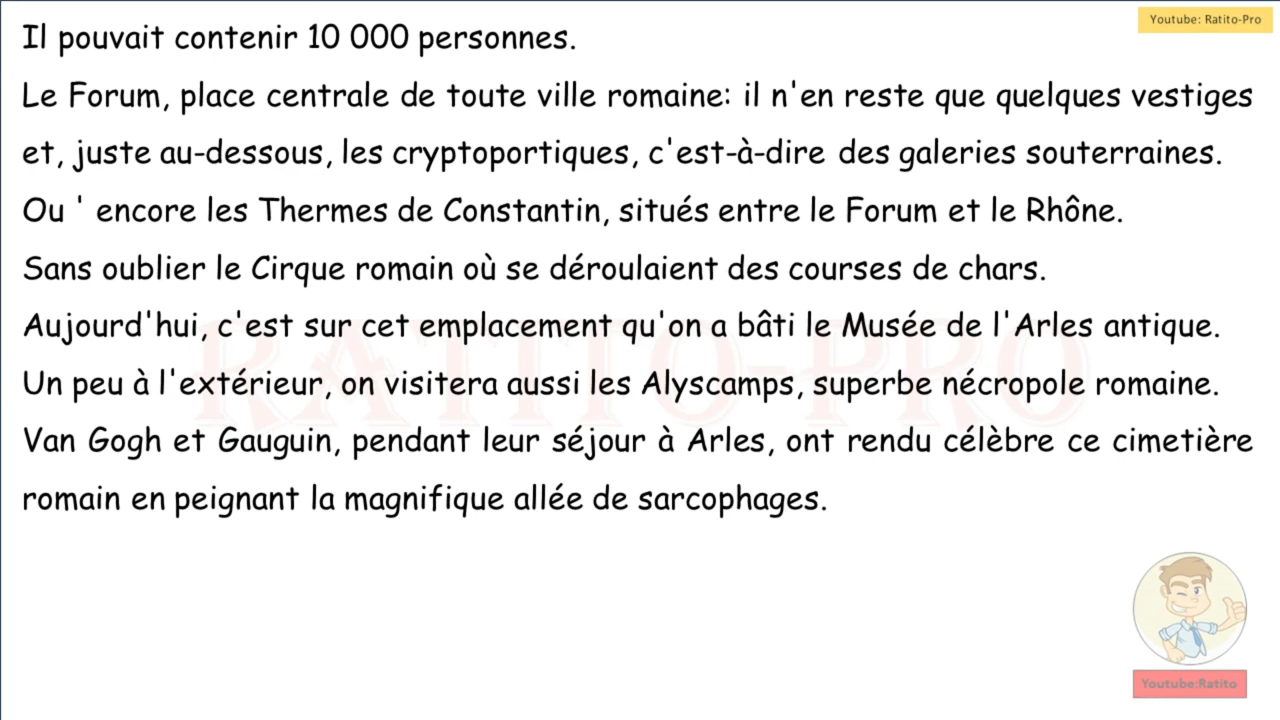 Youtube: Ratito-Pro
Il pouvait contenir 10 000 personnes.
Le Forum, place centrale de toute ville romaine: il n'en reste que quelques vestiges
et, juste au-dessous, les cryptoportiques, c'est-à-dire des galeries souterraines.
Ou ' encore les Thermes de Constantin, situés entre le Forum et le Rhône.
Sans oublier le Cirque romain où se déroulaient des courses de chars.
Aujourd'hui, c'est sur cet emplacement qu'on a bâti le Musée de l'Arles antique.
RATITO-PRO
Un peu à l'extérieur, on visitera aussi les Alyscamps, superbe nécropole romaine.
Van Gogh et Gauguin, pendant leur séjour à Arles, ont rendu célèbre ce cimetière
romain en peignant la magnifique allée de sarcophages.
Youtube:Ratito